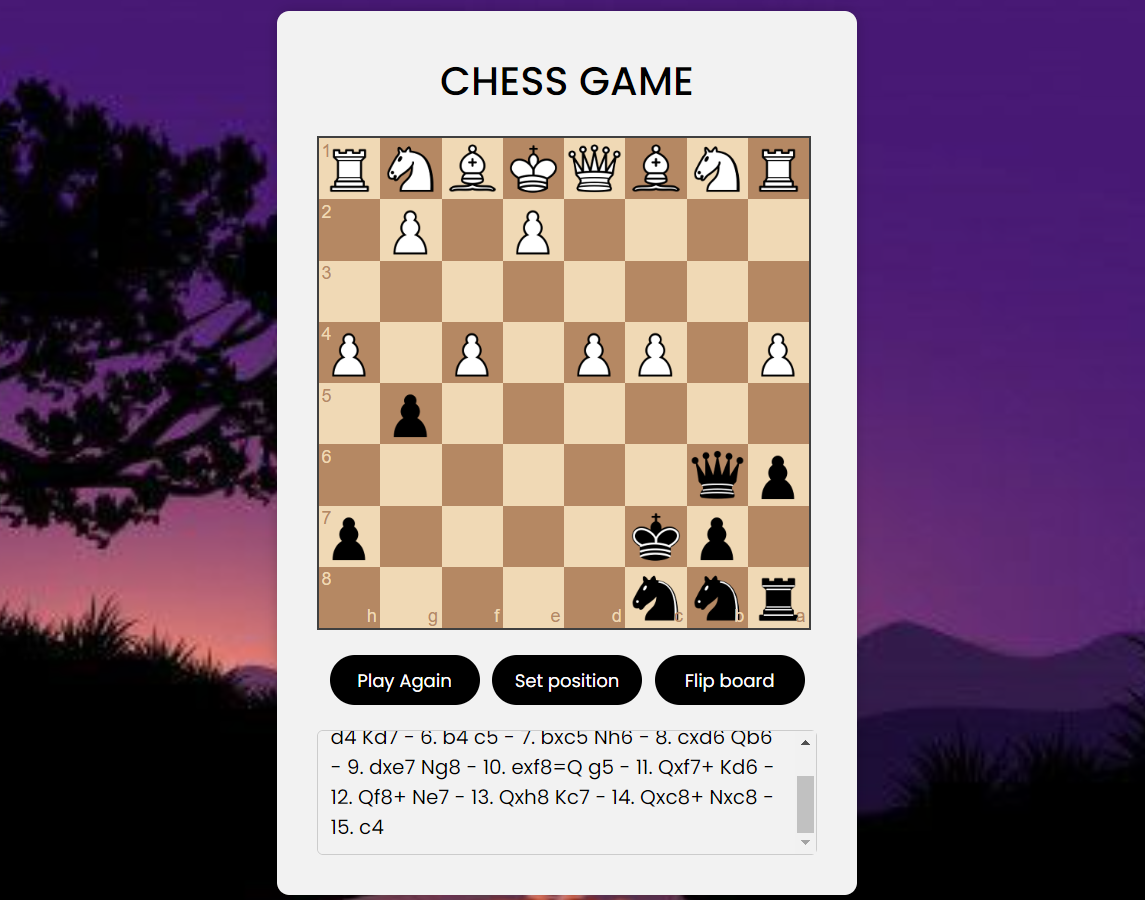 CHESS GAME
1
2
3
4
5
6
7
8
h g f e d c b a
Play Again Set position Flip board
d4 Kd7 - 6. b4 c5 - 7. bxc5 Nh6 - 8. cxd6 Qb6
- 9. dxe7 Ng8 - 10. exf8=Q g5 - 11. Qxf7+ Kd6 -
12. Qf8+ Ne7 - 13. Qxh8 Kc7 - 14. Qxc8+ Nxc8 -
15. c4